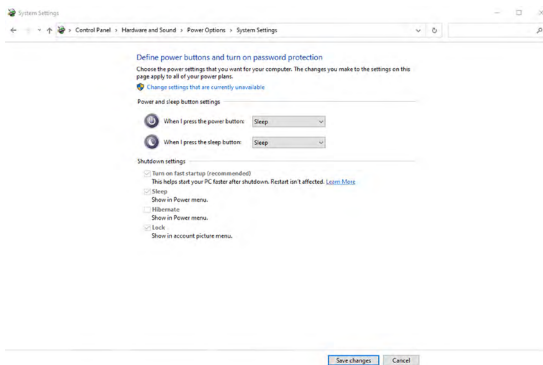 System Settings
Control Panel > Hardware and Sound > Power Options > System Settings
Define power buttons and turn on password protection
Choose the power settings that you want for your computer. The changes you make to the settings on this
page apply to all of your power plans.
Change settings that are currently unavailable
Power and sleep button settings
When I press the power button: Sleep
When I press the sleep button: Sleep
Shutdown settings
Turn on fast startup (recommended)
This helps start your PC faster after shutdown. Restart isn't affected. Learn More
Sleep
Show in Power menu.
Hibernate
Show in Power menu.
Lock
Show in account picture menu.
Save changes Cancel